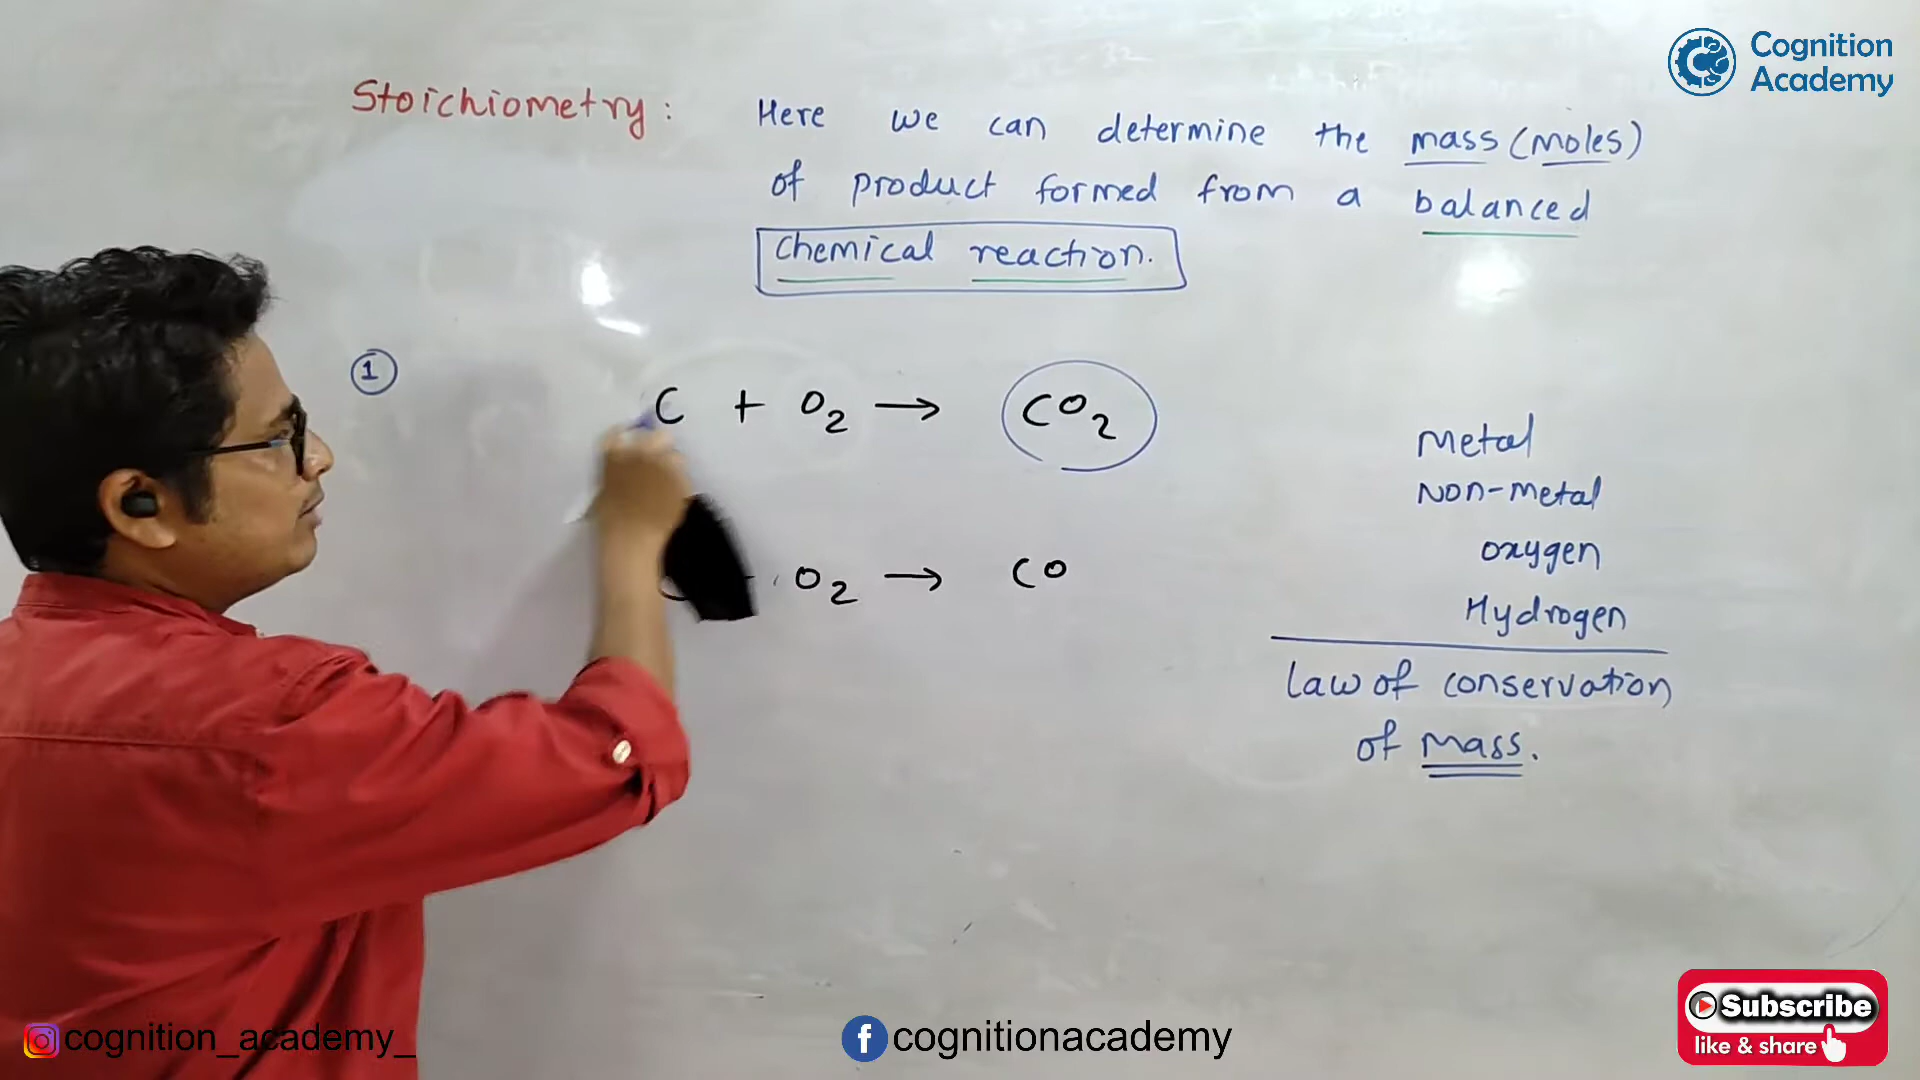 Cognition
Academy
Stoichiometry: Here we can determine the mass (moles)
of product formed from a balanced
Chemical reaction.
1
C + O2 → CO2
O2 → CO
Metal
Non-metal
oxygen
Hydrogen
law of conservation
of mass.
cognition_academy_
cognitionacademy
Subscribe
like & share